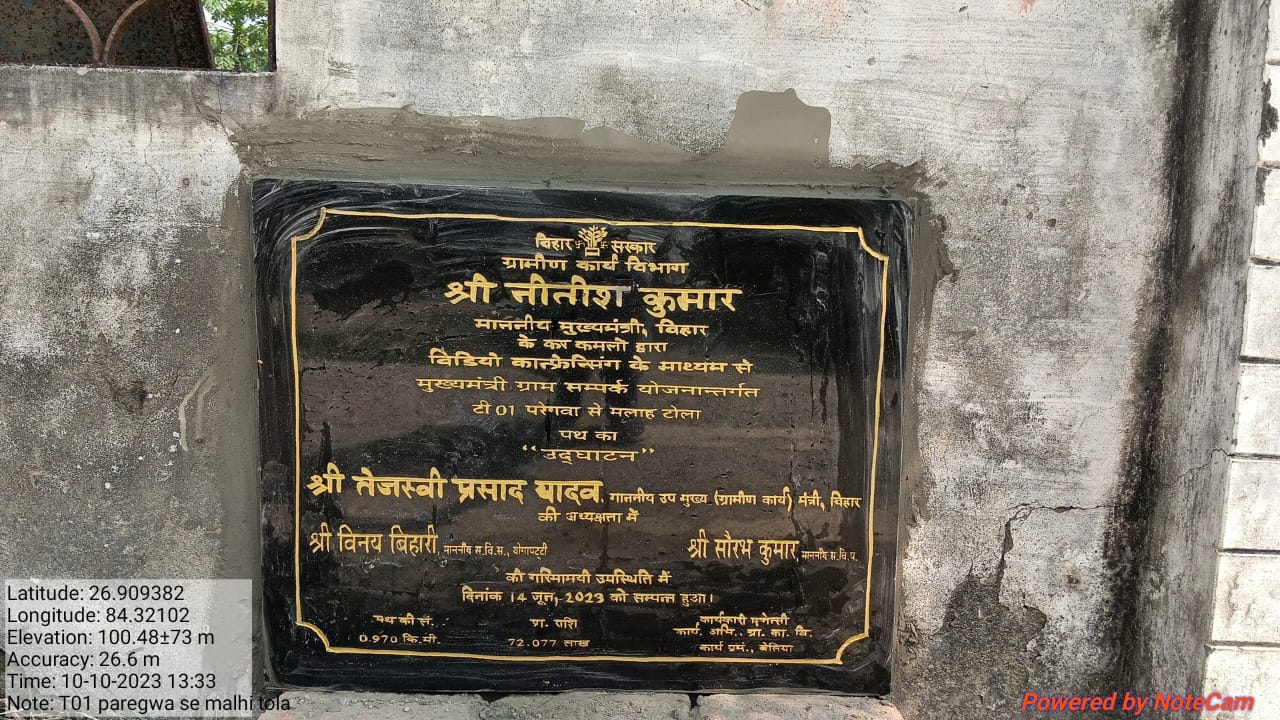 बिहार सरकार
ग्रामीण कार्य विभाग
श्री नीतीश कुमार
माननीय मुख्यमंत्री, बिहार
के कर कमलो द्वारा
विडियो कान्फ्रेन्सिंग के माध्यम से
मुख्यमंत्री ग्राम सम्पर्क योजनान्तर्गत
टी 01 परेगवा से मलाह टोला
पथ का
“उद्घाटन”
श्री तेजस्वी प्रसाद यादव, माननीय उप मुख्य (ग्रामीण कार्य) मंत्री, बिहार
की अध्यक्षता में
श्री विनय बिहारी, माननीय स.वि.स., योगापटटी
श्री सौरभ कुमार, माननीय स.वि.प.
की गरिमामयी उपस्थिति में
दिनांक 14 जून, 2023 को सम्पन्न हुआ।
पथ की लं.
0.970 कि.मी.
प्रा. राशि
72.077 लाख
कार्यकारी एजेन्सी
कार्य. अभि., ग्रा. का. वि.
कार्य प्रम., बेतिया
Latitude: 26.909382
Longitude: 84.32102
Elevation: 100.48±73 m
Accuracy: 26.6 m
Time: 10-10-2023 13:33
Note: T01 paregwa se malhi tola
Powered by NoteCam